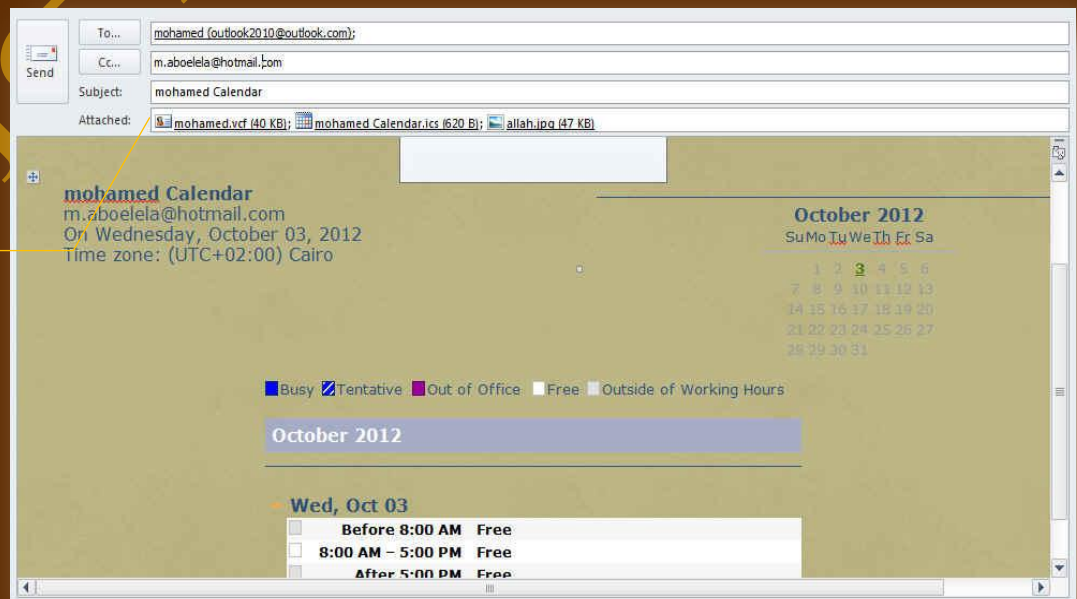 To...
mohamed (outlook2010@outlook.com);
Send
Cc...
m.aboelela@hotmail.com
Subject:
mohamed Calendar
Attached:
mohamed.vcf (40 KB); mohamed Calendar.ics (620 B); allah.jpg (47 KB)
mohamed Calendar
m.aboelela@hotmail.com
On Wednesday, October 03, 2012
Time zone: (UTC+02:00) Cairo
October 2012
Su Mo Tu We Th Fr Sa
1 2 3 4 5 6
7 8 9 10 11 12 13
14 15 16 17 18 19 20
21 22 23 24 25 26 27
28 29 30 31
Busy Tentative Out of Office Free Outside of Working Hours
October 2012
Wed, Oct 03
Before 8:00 AM Free
8:00 AM – 5:00 PM Free
After 5:00 PM Free